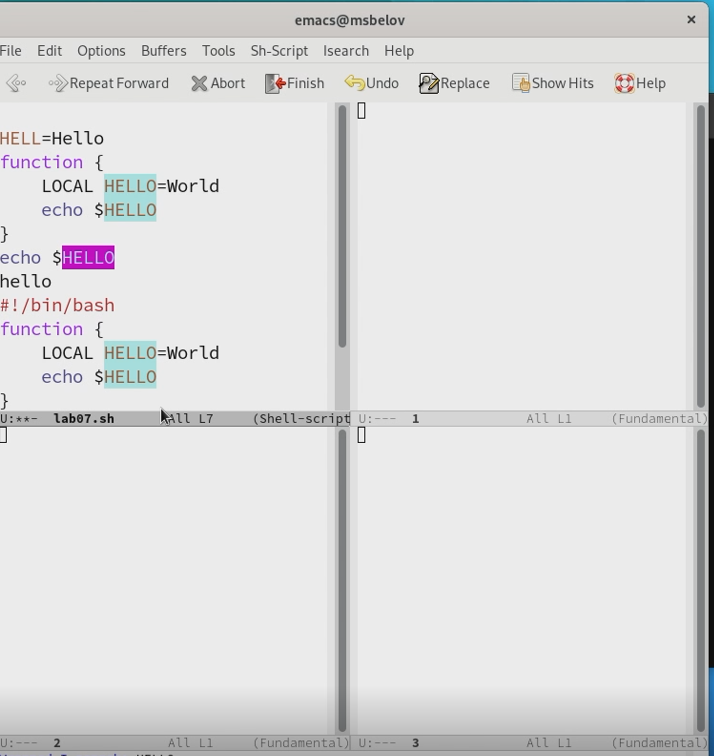 emacs@msbelov ×
File Edit Options Buffers Tools Sh-Script Isearch Help
Repeat Forward Abort Finish Undo Replace Show Hits Help
HELL=Hello
function {
    LOCAL HELLO=World
    echo $HELLO
}
echo $HELLO
hello
#!/bin/bash
function {
    LOCAL HELLO=World
    echo $HELLO
}
U:**- lab07.sh All L7 (Shell-script
U:--- 1 All L1 (Fundamental)
U:--- 2 All L1 (Fundamental)
U:--- 3 All L1 (Fundamental)